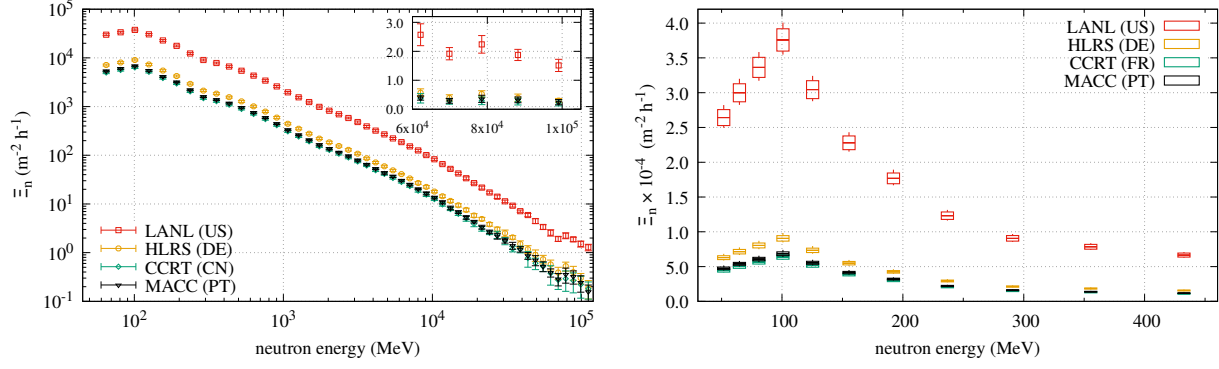 10^5
10^4
10^3
10^2
10^1
10^0
10^-1
Ξn (m^-2 h^-1)
3.0
2.0
1.0
0.0
6x10^4 8x10^4 1x10^5
LANL (US)
HLRS (DE)
CCRT (CN)
MACC (PT)
10^2 10^3 10^4 10^5
neutron energy (MeV)
4.0
3.5
3.0
2.5
2.0
1.5
1.0
5.0
0.0
Ξn × 10^-4 (m^-2 h^-1)
LANL (US)
HLRS (DE)
CCRT (FR)
MACC (PT)
100 200 300 400
neutron energy (MeV)